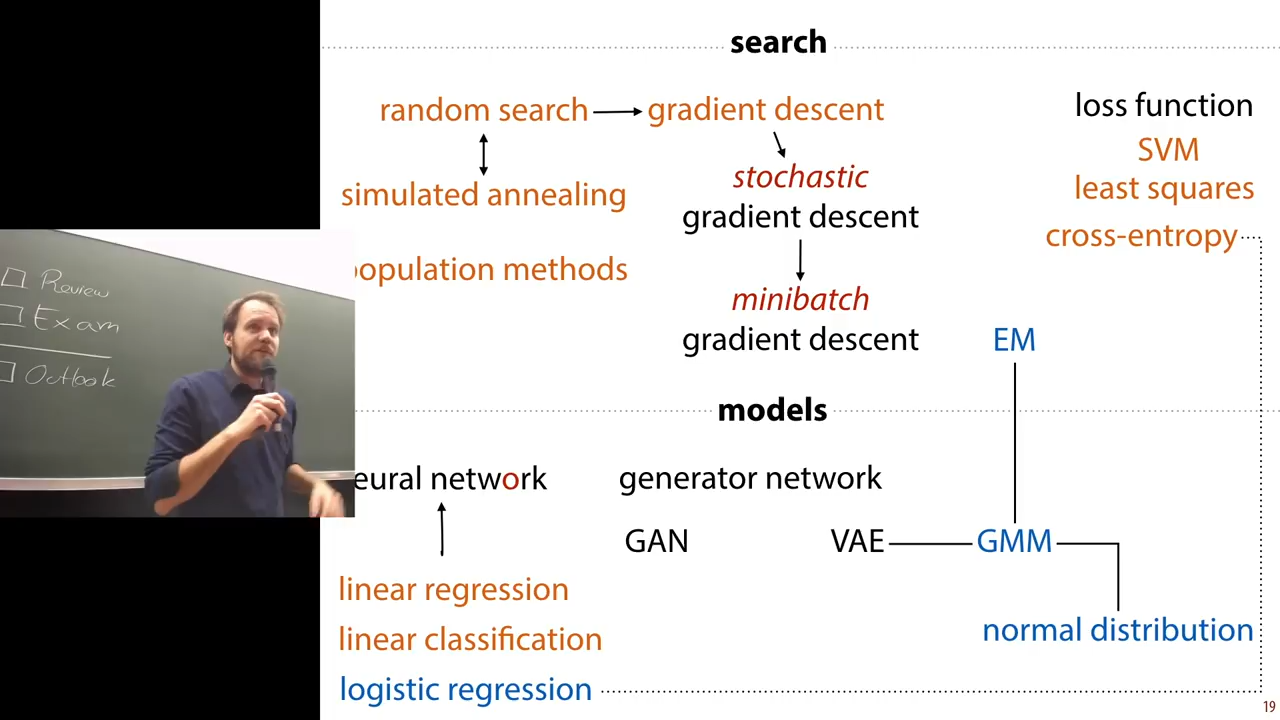 search
random search
gradient descent
loss function
SVM
least squares
cross-entropy
simulated annealing
stochastic
gradient descent
population methods
minibatch
gradient descent
EM
Review
Exam
Outlook
models
eural network
generator network
GAN
VAE
GMM
linear regression
linear classification
logistic regression
normal distribution
19